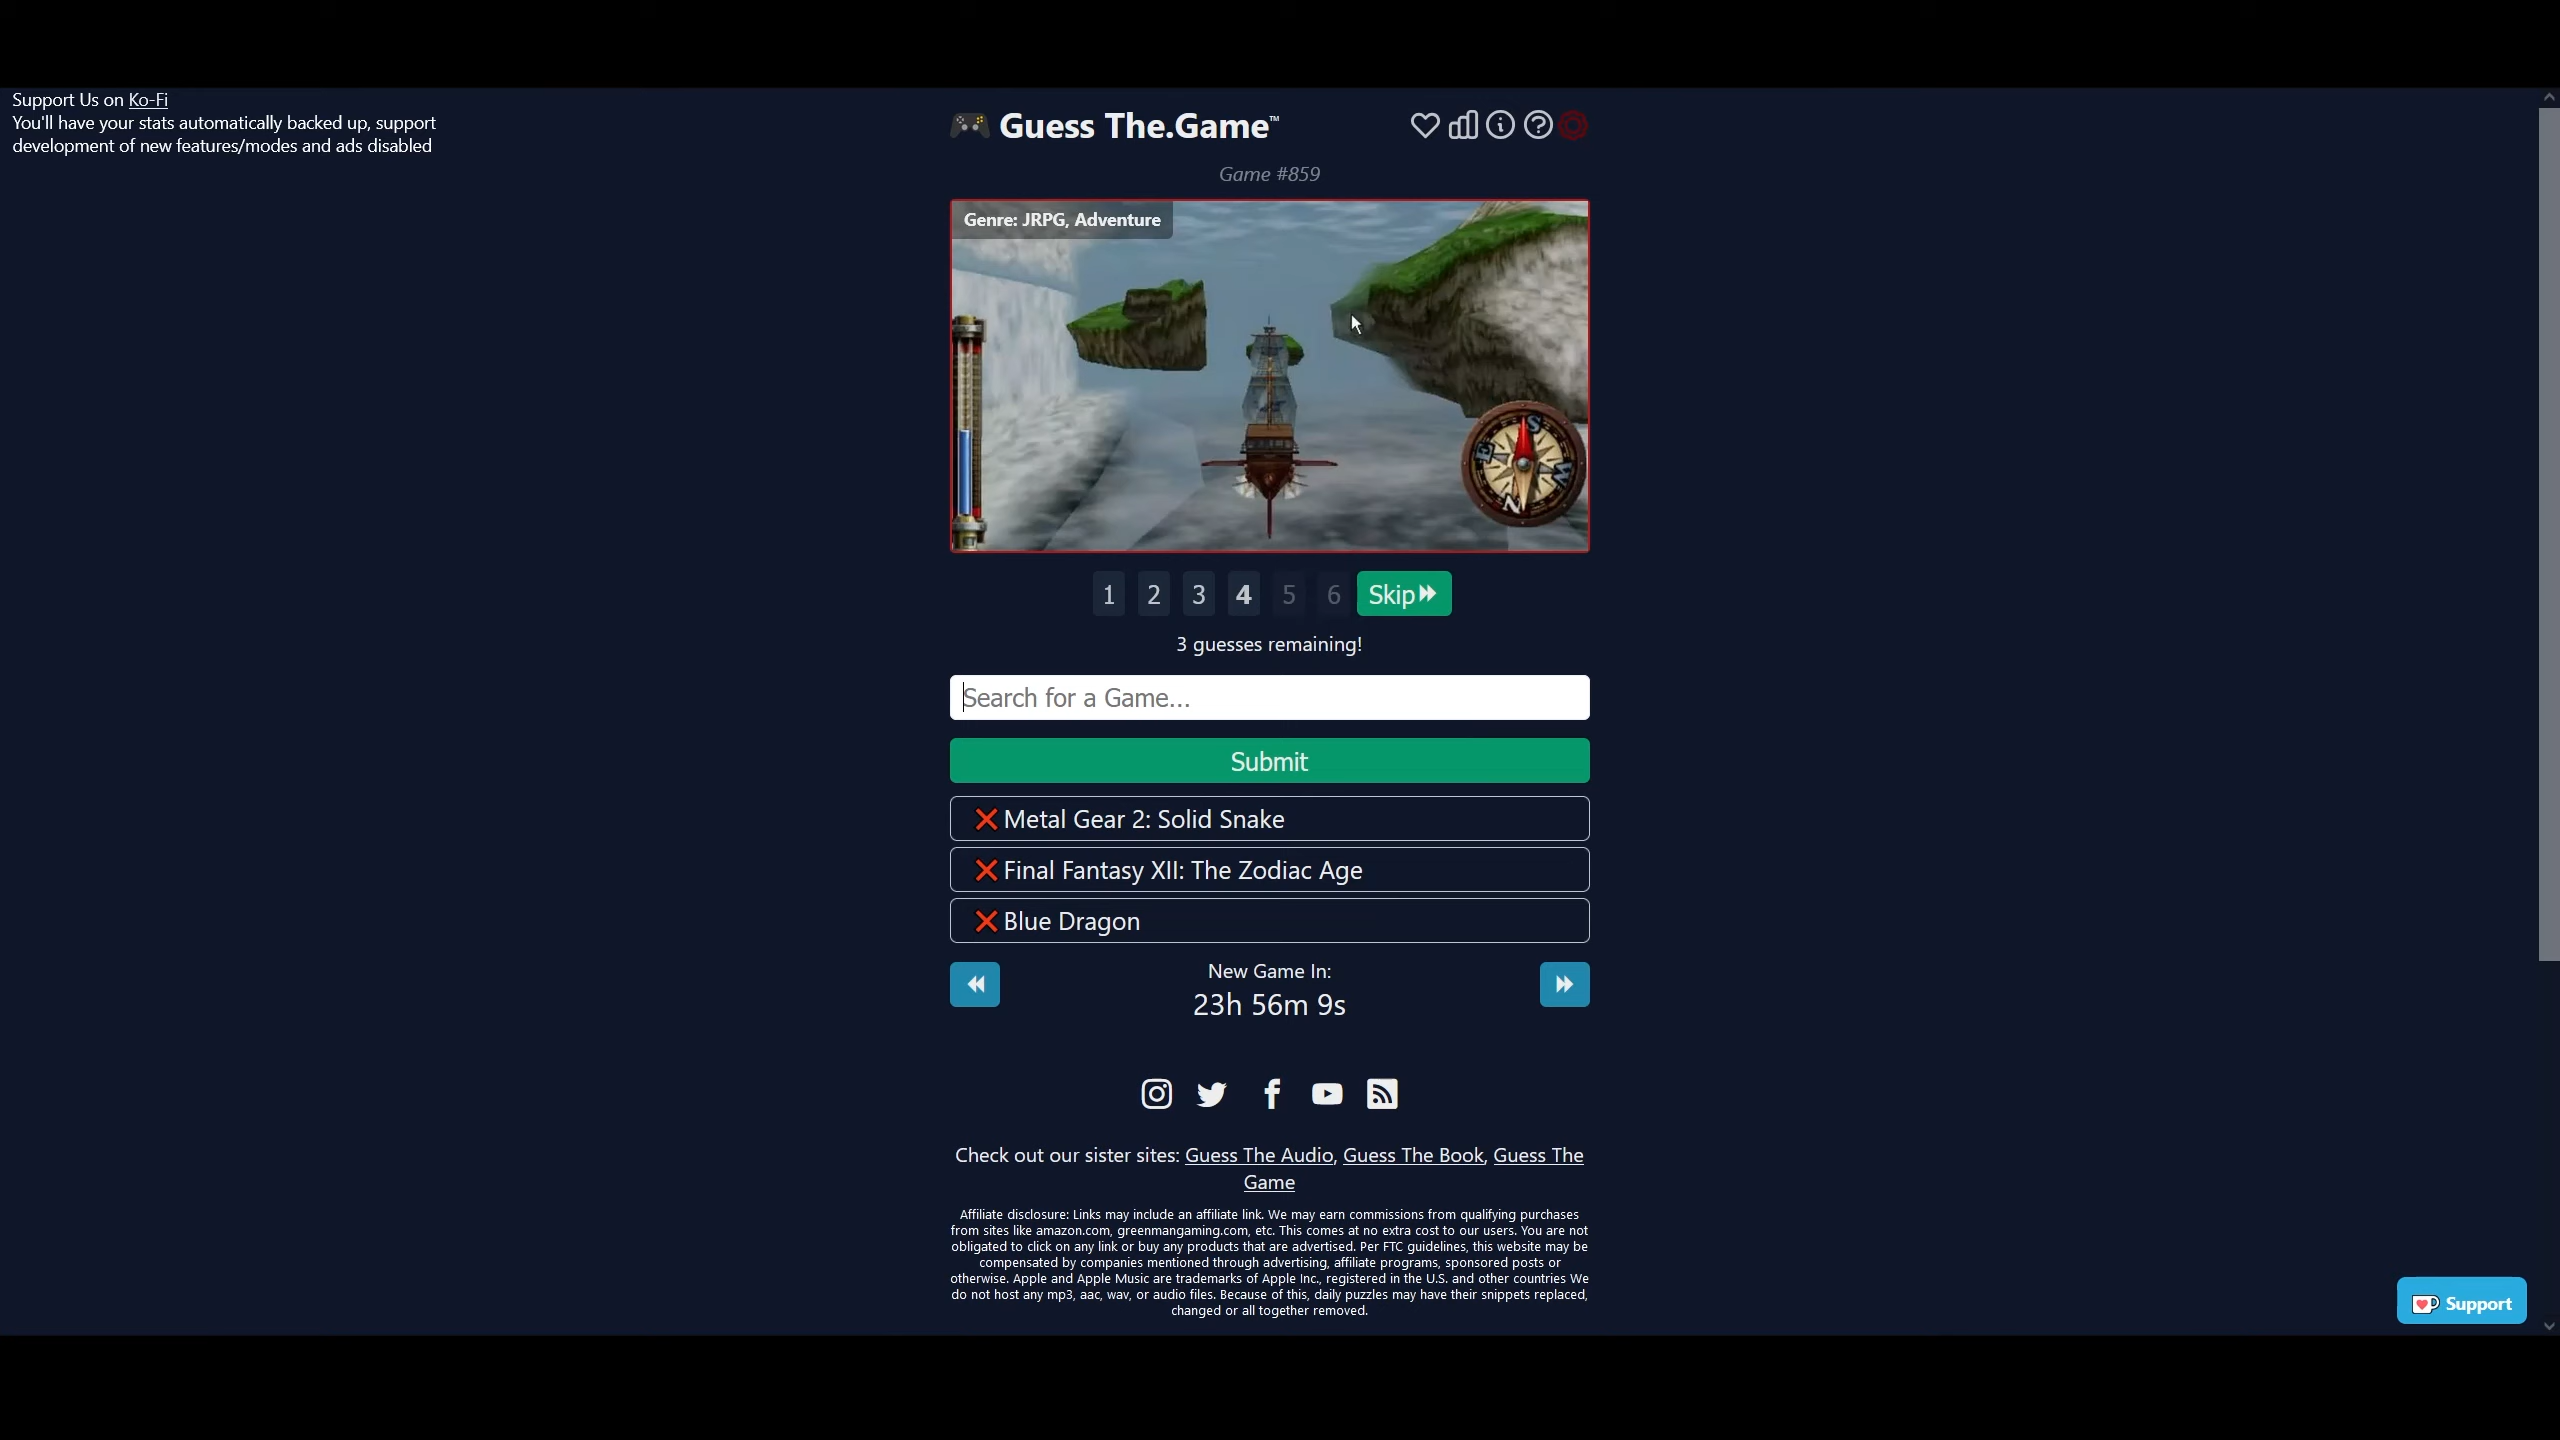 Support Us on Ko-Fi
You'll have your stats automatically backed up, support
development of new features/modes and ads disabled
Guess The.Game™
Game #859
Genre: JRPG, Adventure
S
E
W
N
1 2 3 4 5 6 Skip
3 guesses remaining!
Search for a Game...
Submit
Metal Gear 2: Solid Snake
Final Fantasy XII: The Zodiac Age
Blue Dragon
New Game In:
23h 56m 9s
Check out our sister sites: Guess The Audio, Guess The Book, Guess The
Game
Affiliate disclosure: Links may include an affiliate link. We may earn commissions from qualifying purchases
from sites like amazon.com, greenmangaming.com, etc. This comes at no extra cost to our users. You are not
obligated to click on any link or buy any products that are advertised. Per FTC guidelines, this website may be
compensated by companies mentioned through advertising, affiliate programs, sponsored posts or
otherwise. Apple and Apple Music are trademarks of Apple Inc., registered in the U.S. and other countries We
do not host any mp3, aac, wav, or audio files. Because of this, daily puzzles may have their snippets replaced,
changed or all together removed.
Support